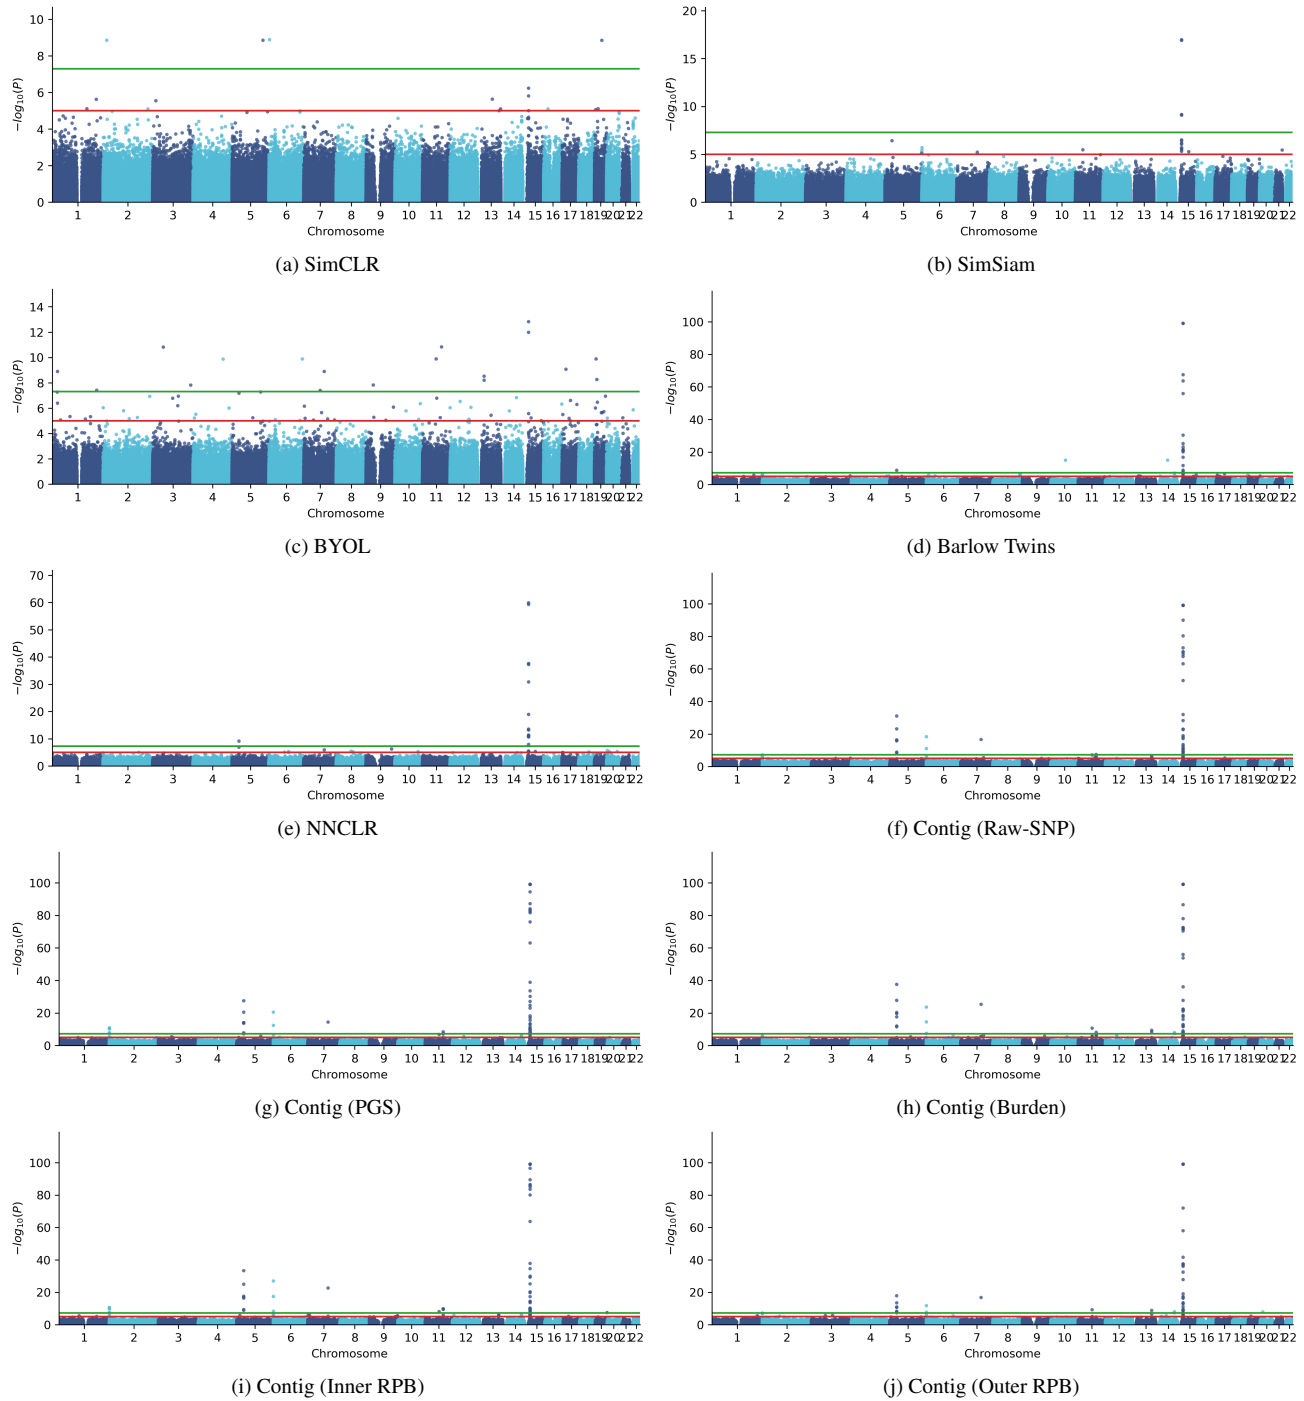 10
8
6
4
2
0
−log₁₀(P)
1 2 3 4 5 6 7 8 9 10 11 12 13 14 15 16 17 18 19 20 21 22
Chromosome
(a) SimCLR
20
15
10
5
0
−log₁₀(P)
1 2 3 4 5 6 7 8 9 10 11 12 13 14 15 16 17 18 19 20 21 22
Chromosome
(b) SimSiam
14
12
10
8
6
4
2
0
−log₁₀(P)
1 2 3 4 5 6 7 8 9 10 11 12 13 14 15 16 17 18 19 20 21 22
Chromosome
(c) BYOL
100
80
60
40
20
0
−log₁₀(P)
1 2 3 4 5 6 7 8 9 10 11 12 13 14 15 16 17 18 19 20 21 22
Chromosome
(d) Barlow Twins
70
60
50
40
30
20
10
0
−log₁₀(P)
1 2 3 4 5 6 7 8 9 10 11 12 13 14 15 16 17 18 19 20 21 22
Chromosome
(e) NNCLR
100
80
60
40
20
0
−log₁₀(P)
1 2 3 4 5 6 7 8 9 10 11 12 13 14 15 16 17 18 19 20 21 22
Chromosome
(f) Contig (Raw-SNP)
100
80
60
40
20
0
−log₁₀(P)
1 2 3 4 5 6 7 8 9 10 11 12 13 14 15 16 17 18 19 20 21 22
Chromosome
(g) Contig (PGS)
100
80
60
40
20
0
−log₁₀(P)
1 2 3 4 5 6 7 8 9 10 11 12 13 14 15 16 17 18 19 20 21 22
Chromosome
(h) Contig (Burden)
100
80
60
40
20
0
−log₁₀(P)
1 2 3 4 5 6 7 8 9 10 11 12 13 14 15 16 17 18 19 20 21 22
Chromosome
(i) Contig (Inner RPB)
100
80
60
40
20
0
−log₁₀(P)
1 2 3 4 5 6 7 8 9 10 11 12 13 14 15 16 17 18 19 20 21 22
Chromosome
(j) Contig (Outer RPB)